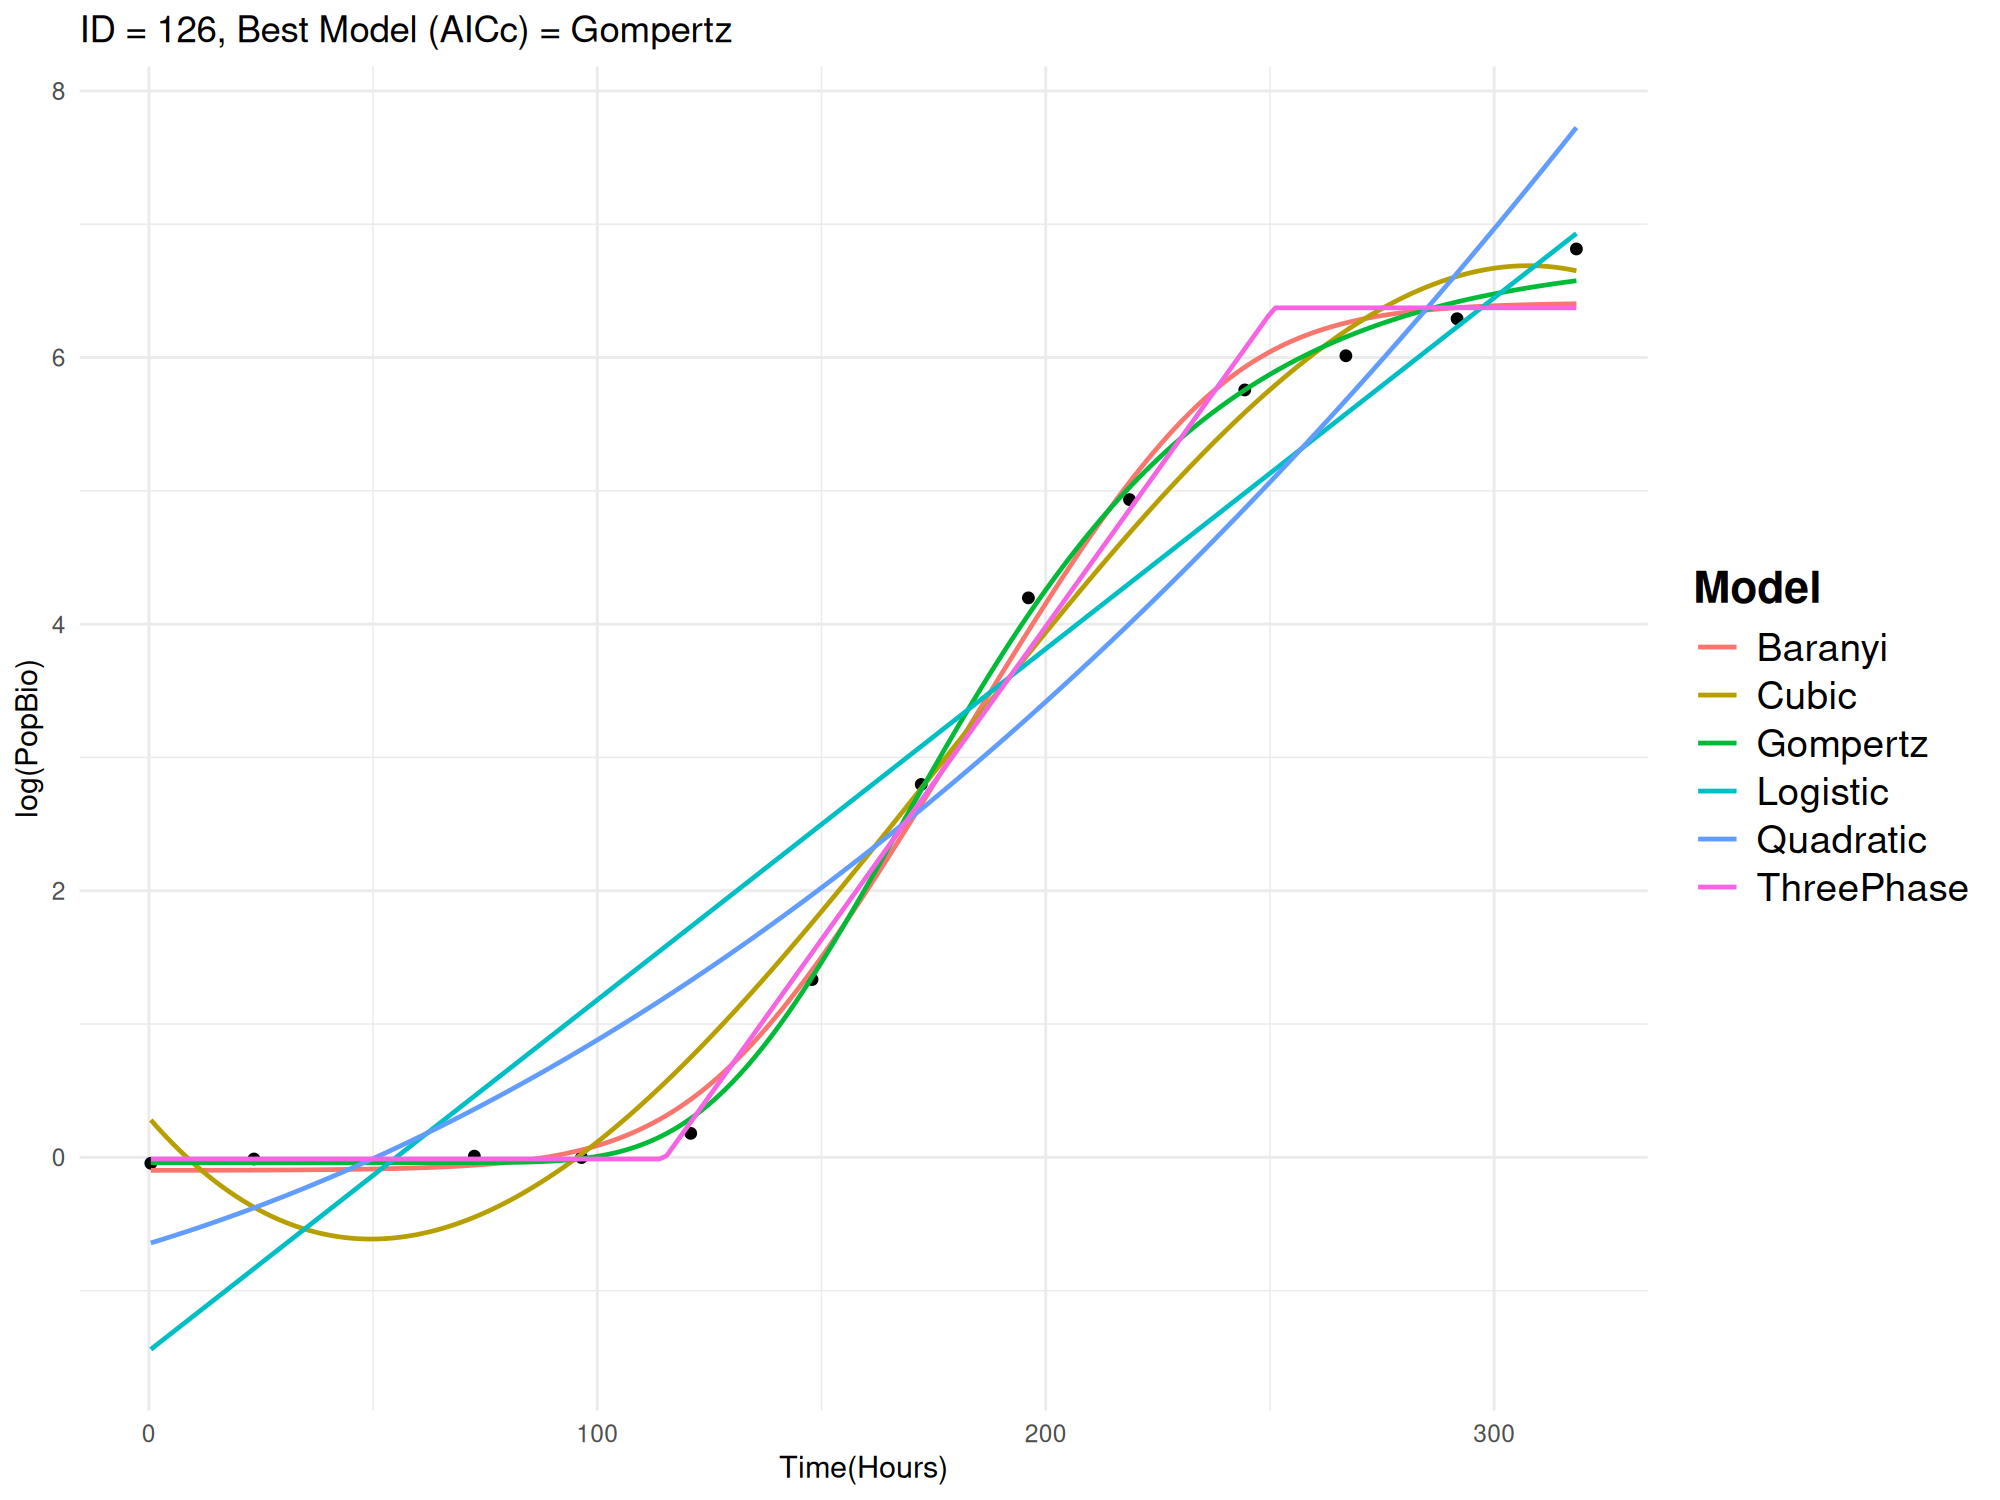 ID = 126, Best Model (AICc) = Gompertz
8
6
4
2
0
log(PopBio)
0 100 200 300
Time(Hours)
Model
Baranyi
Cubic
Gompertz
Logistic
Quadratic
ThreePhase